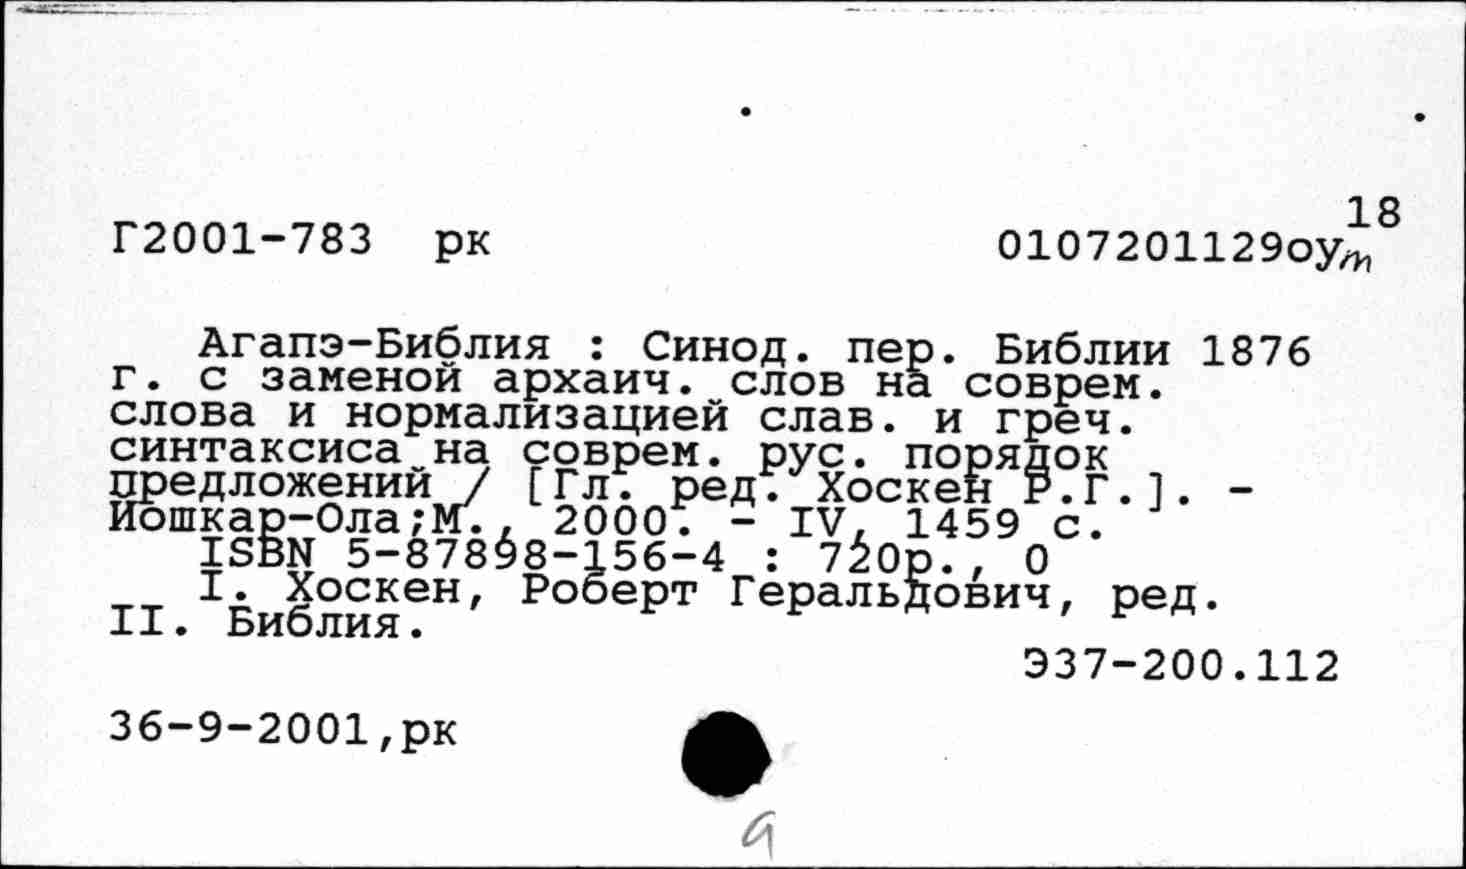 18
Г2001-783 рк 0107201129оут
Агапэ-Библия : Синод. пер. Библии 1876
г. с заменой архаич. слов на соврем.
слова и нормализацией слав. и греч.
синтаксиса на соврем. рус. порядок
предложений / [Гл. ред. Хоскен Р.Г.]. -
Йошкар-Ола;М., 2000. - IV, 1459 с.
ISBN 5-87898-156-4 : 720р., 0
I. Хоскен, Роберт Геральдович, ред.
II. Библия.
Э37-200.112
36-9-2001,рк